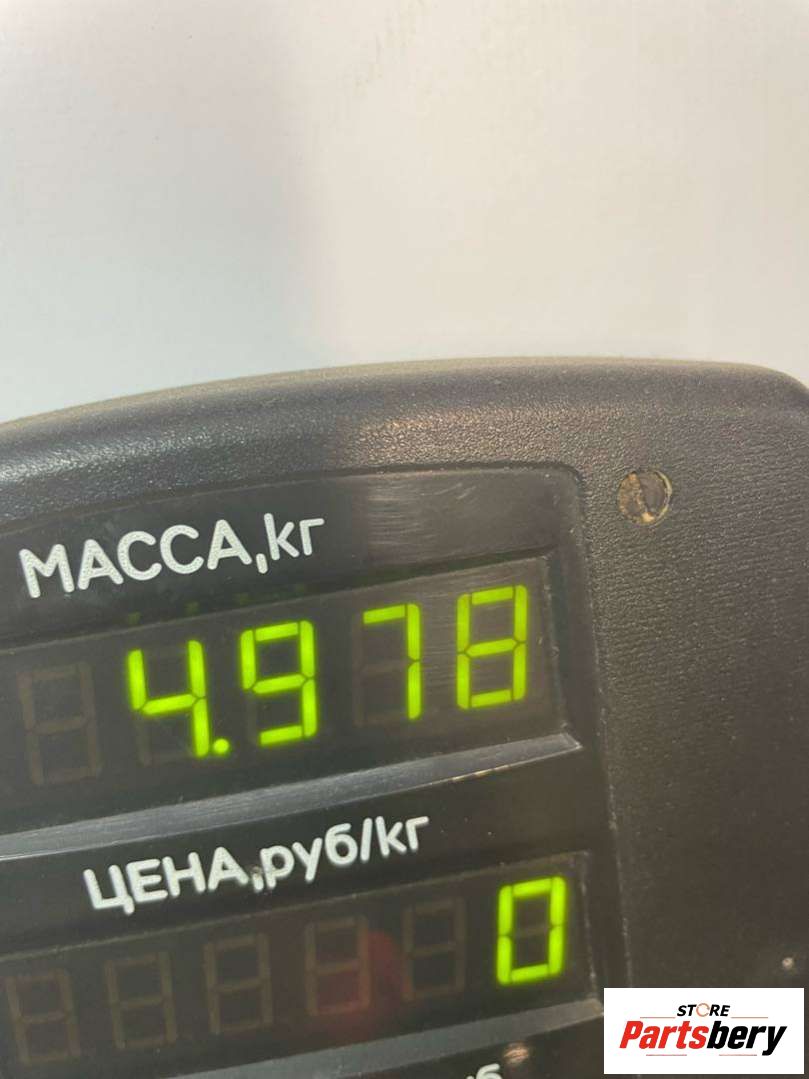 МАССА,кг
4.978
ЦЕНА,руб/кг
0
STORE
Partsbery